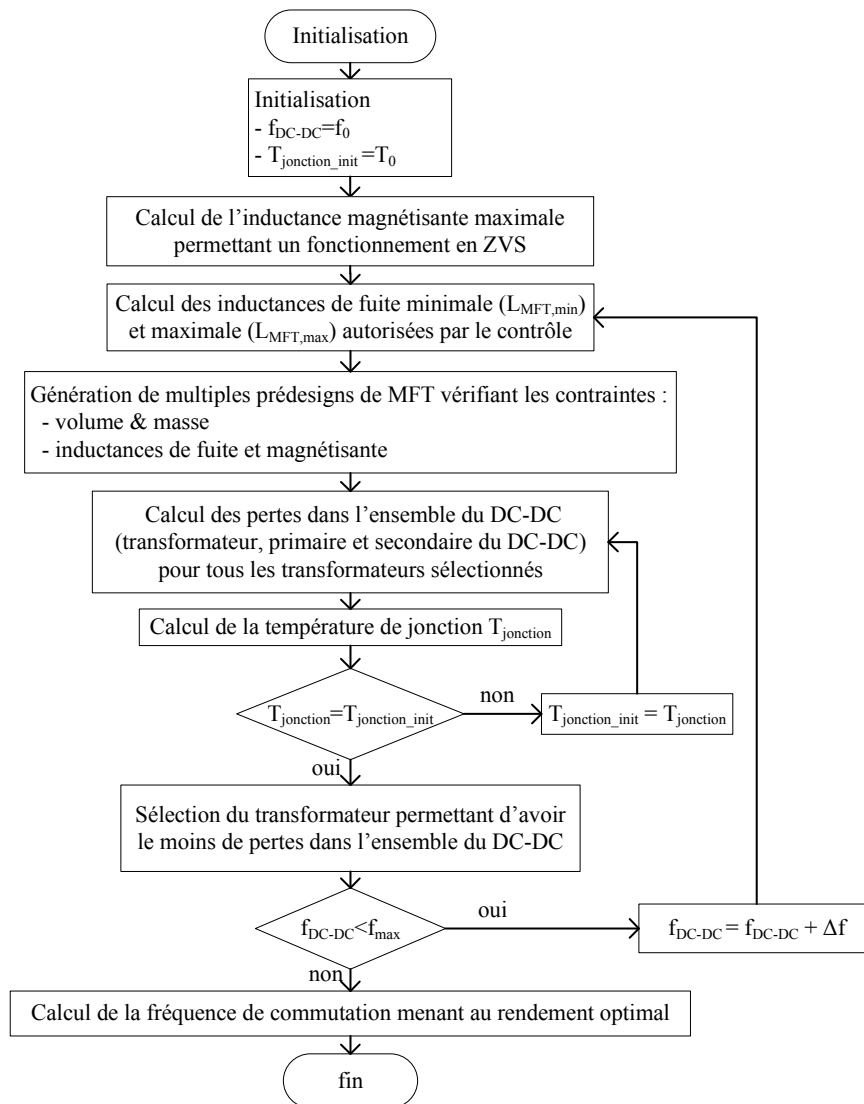 Initialisation
Initialisation
- f_DC-DC=f_0
- T_jonction_init=T_0
Calcul de l'inductance magnétisante maximale
permettant un fonctionnement en ZVS
Calcul des inductances de fuite minimale (L_MFT,min)
et maximale (L_MFT,max) autorisées par le contrôle
Génération de multiples prédesigns de MFT vérifiant les contraintes :
- volume & masse
- inductances de fuite et magnétisante
Calcul des pertes dans l'ensemble du DC-DC
(transformateur, primaire et secondaire du DC-DC)
pour tous les transformateurs sélectionnés
Calcul de la température de jonction T_jonction
T_jonction=T_jonction_init
non
T_jonction_init = T_jonction
oui
Sélection du transformateur permettant d'avoir
le moins de pertes dans l'ensemble du DC-DC
f_DC-DC<f_max
oui
f_DC-DC = f_DC-DC + Δf
non
Calcul de la fréquence de commutation menant au rendement optimal
fin